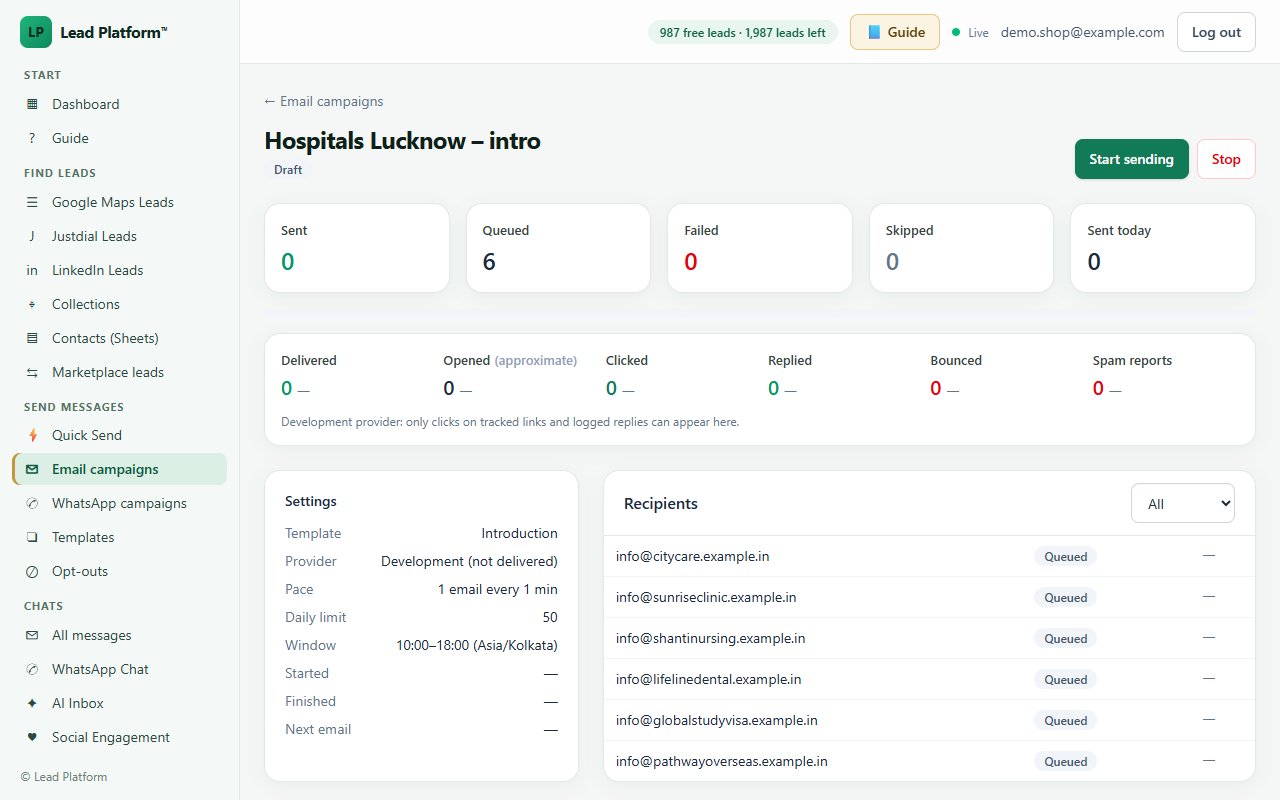 LP Lead Platform™
987 free leads · 1,987 leads left
📘 Guide
Live
demo.shop@example.com
Log out
START
Dashboard
? Guide
FIND LEADS
Google Maps Leads
J Justdial Leads
in LinkedIn Leads
Collections
Contacts (Sheets)
Marketplace leads
SEND MESSAGES
Quick Send
Email campaigns
WhatsApp campaigns
Templates
Opt-outs
CHATS
All messages
WhatsApp Chat
AI Inbox
Social Engagement
© Lead Platform
← Email campaigns
Hospitals Lucknow – intro
Draft
Start sending
Stop
Sent
0
Queued
6
Failed
0
Skipped
0
Sent today
0
Delivered
0 —
Opened (approximate)
0 —
Clicked
0 —
Replied
0 —
Bounced
0 —
Spam reports
0 —
Development provider: only clicks on tracked links and logged replies can appear here.
Settings
Template Introduction
Provider Development (not delivered)
Pace 1 email every 1 min
Daily limit 50
Window 10:00–18:00 (Asia/Kolkata)
Started —
Finished —
Next email —
Recipients
All
info@citycare.example.in Queued —
info@sunriseclinic.example.in Queued —
info@shantinursing.example.in Queued —
info@lifelinedental.example.in Queued —
info@globalstudyvisa.example.in Queued —
info@pathwayoverseas.example.in Queued —